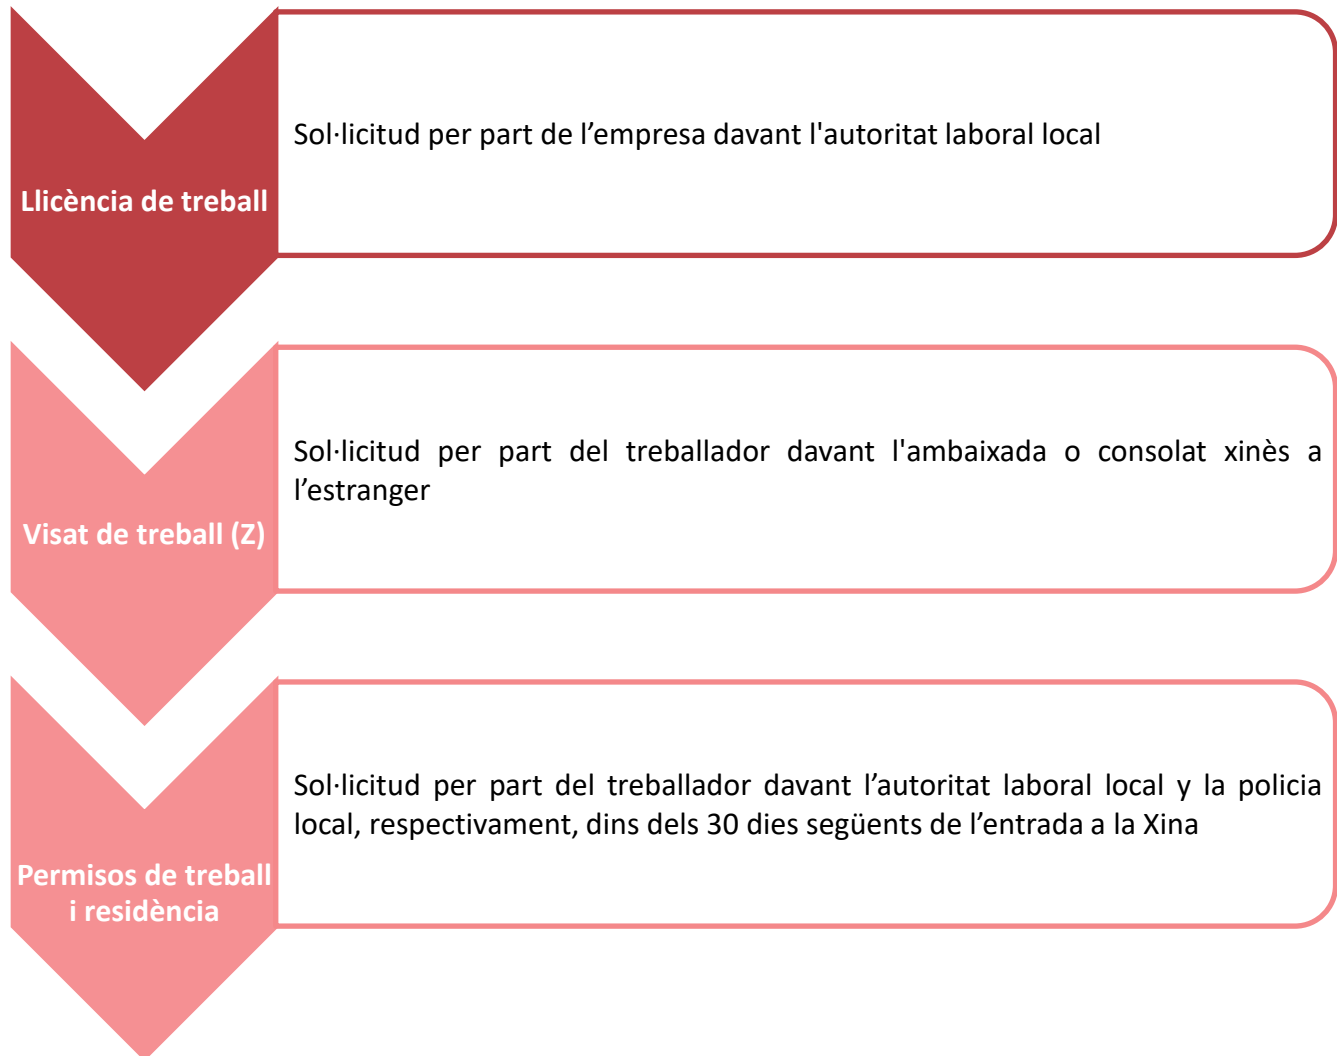 Llicència de treball
Sol·licitud per part de l’empresa davant l'autoritat laboral local
Visat de treball (Z)
Sol·licitud per part del treballador davant l'ambaixada o consolat xinès a
l’estranger
Permisos de treball
i residència
Sol·licitud per part del treballador davant l’autoritat laboral local y la policia
local, respectivament, dins dels 30 dies següents de l’entrada a la Xina